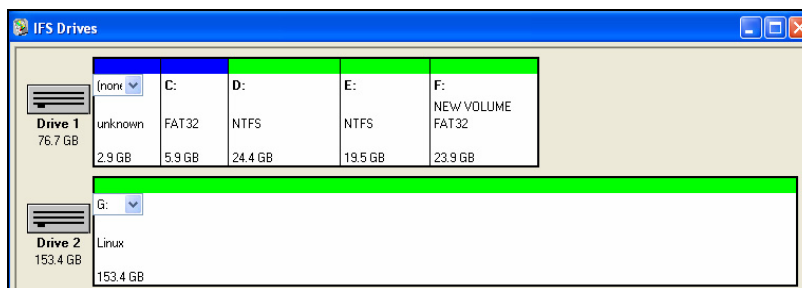 IFS Drives
(none
C:
D:
E:
F:
NEW VOLUME
Drive 1
unknown
FAT32
NTFS
NTFS
FAT32
76.7 GB
2.9 GB
5.9 GB
24.4 GB
19.5 GB
23.9 GB
G:
Drive 2
Linux
153.4 GB
153.4 GB